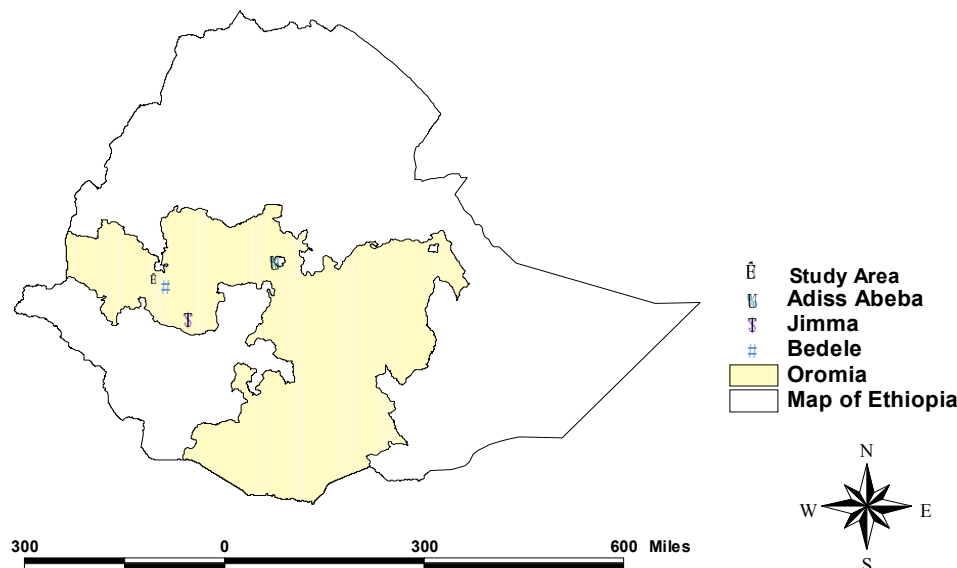 Ê
#
Ê Study Area
Adiss Abeba
Jimma
# Bedele
Oromia
Map of Ethiopia
N
W E
S
300 0 300 600 Miles